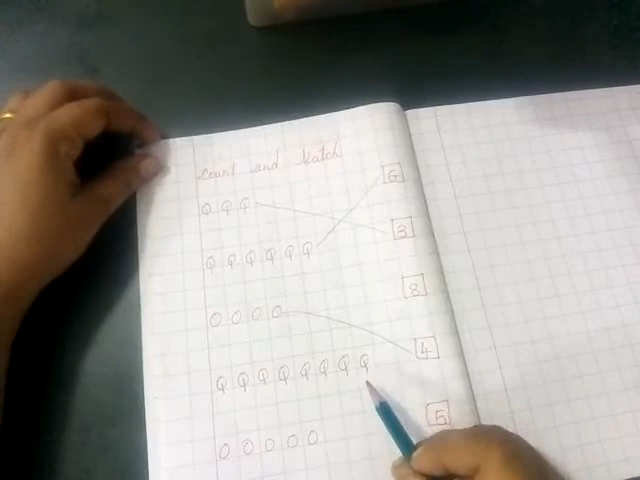 Count and Match
Q Q Q
6
Q Q Q Q Q Q
3
8
O O O O
4
Q Q Q Q Q Q Q Q
5
O O O O O